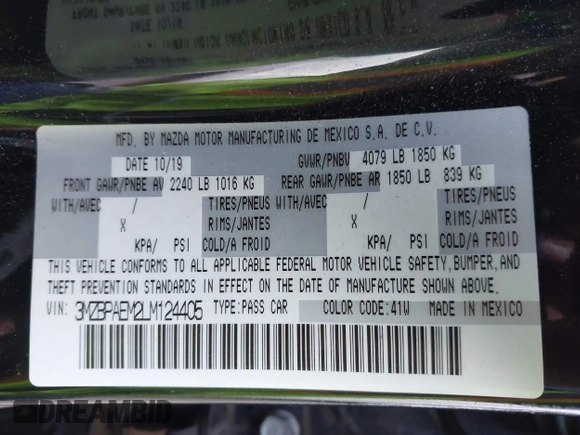 MFD. BY MAZDA MOTOR MANUFACTURING DE MEXICO S.A. DE C.V.
DATE 10/19 GVWR/PNBV 4079 LB 1850 KG
FRONT GAWR/PNBE AV 2240 LB 1016 KG REAR GAWR/PNBE AR 1850 LB 839 KG
WITH/AVEC / TIRES/PNEUS WITH/AVEC / TIRES/PNEUS
X RIMS/JANTES X RIMS/JANTES
KPA/ PSI COLD/A FROID KPA/ PSI COLD/A FROID
THIS VEHICLE CONFORMS TO ALL APPLICABLE FEDERAL MOTOR VEHICLE SAFETY, BUMPER, AND
THEFT PREVENTION STANDARDS IN EFFECT ON THE DATE OF MANUFACTURE SHOWN ABOVE.
VIN: 3MZBPAEM2LM124405 TYPE:PASS CAR COLOR CODE:41W MADE IN MEXICO
DREAMBID